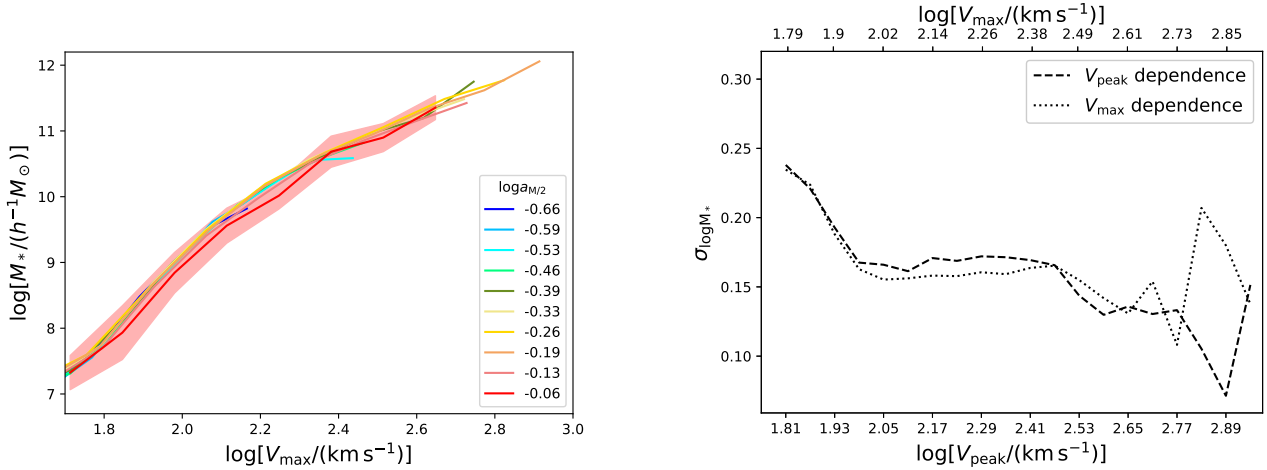 12
11
10
9
8
7
log[M*/(h⁻¹M⊙)]
1.8 2.0 2.2 2.4 2.6 2.8 3.0
log[Vmax/(km s⁻¹)]
loga_M/2
-0.66
-0.59
-0.53
-0.46
-0.39
-0.33
-0.26
-0.19
-0.13
-0.06
log[Vmax/(km s⁻¹)]
1.79 1.9 2.02 2.14 2.26 2.38 2.49 2.61 2.73 2.85
Vpeak dependence
Vmax dependence
0.30
0.25
0.20
0.15
0.10
σlogM*
1.81 1.93 2.05 2.17 2.29 2.41 2.53 2.65 2.77 2.89
log[Vpeak/(km s⁻¹)]